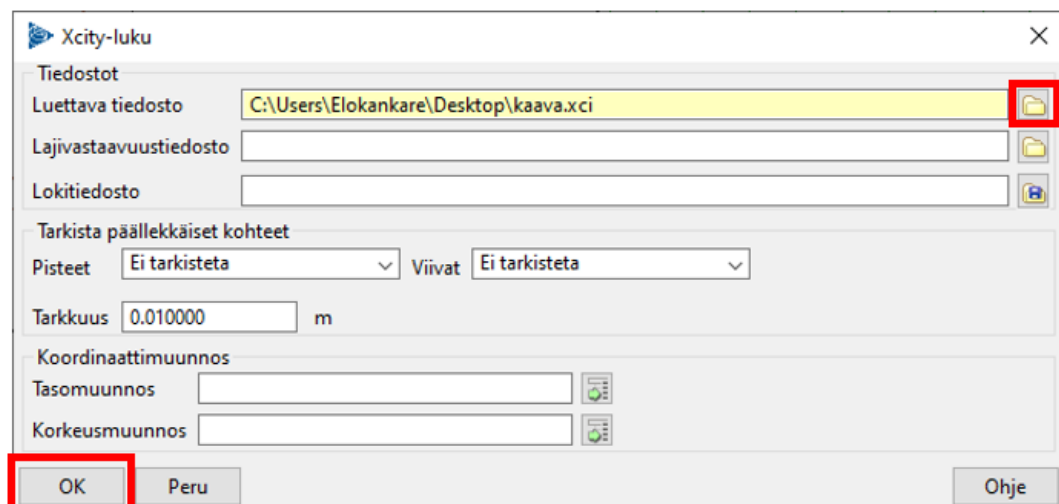 Xcity-luku
Tiedostot
Luettava tiedosto C:\Users\Elokankare\Desktop\kaava.xci
Lajivastaavuustiedosto
Lokitiedosto
Tarkista päällekkäiset kohteet
Pisteet Ei tarkisteta Viivat Ei tarkisteta
Tarkkuus 0.010000 m
Koordinaattimuunnos
Tasomuunnos
Korkeusmuunnos
OK Peru Ohje